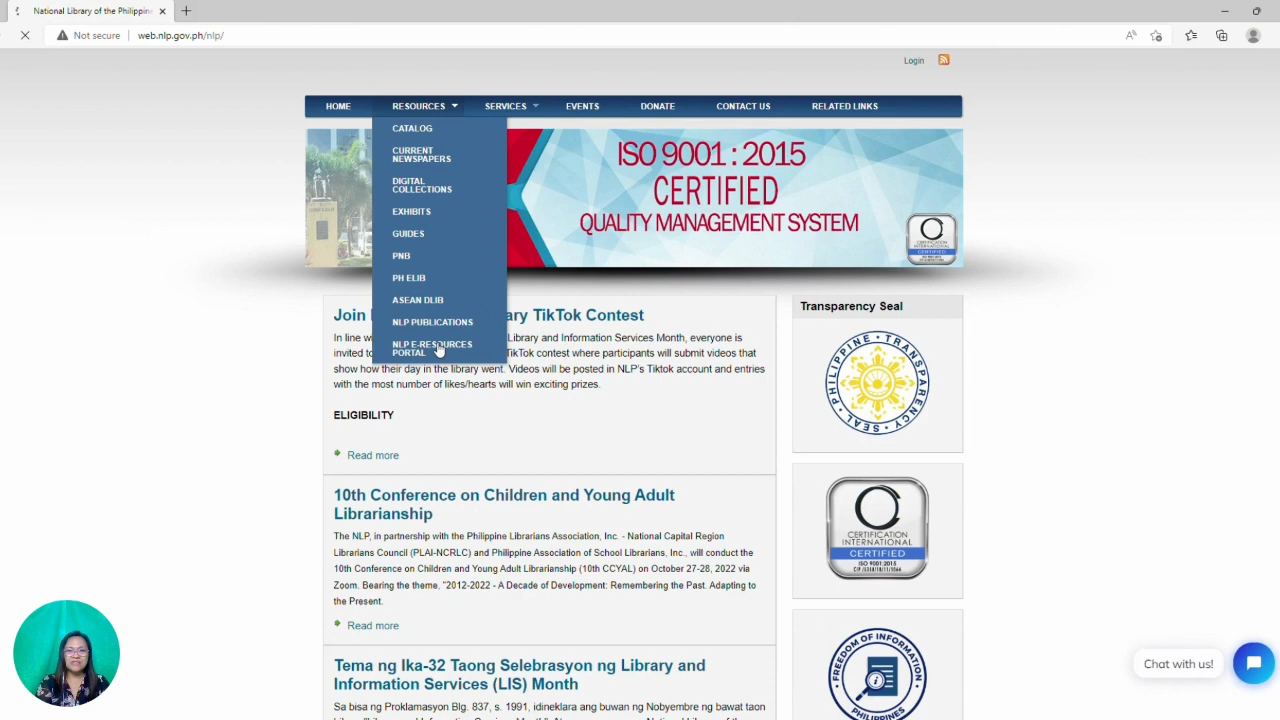 National Library of the Philippine
Not secure
web.nlp.gov.ph/nlp/
Login
HOME
RESOURCES
SERVICES
EVENTS
DONATE
CONTACT US
RELATED LINKS
CATALOG
CURRENT
NEWSPAPERS
DIGITAL
COLLECTIONS
EXHIBITS
GUIDES
PNB
PH ELIB
ASEAN DLIB
NLP PUBLICATIONS
NLP E-RESOURCES
PORTAL
ISO 9001 : 2015
CERTIFIED
QUALITY MANAGEMENT SYSTEM
Join ary TikTok Contest
In line w Library and Information Services Month, everyone is
invited to TikTok contest where participants will submit videos that
show how their day in the library went. Videos will be posted in NLP's Tiktok account and entries
with the most number of likes/hearts will win exciting prizes.
ELIGIBILITY
Read more
10th Conference on Children and Young Adult
Librarianship
The NLP, in partnership with the Philippine Librarians Association, Inc. - National Capital Region
Librarians Council (PLAI-NCRLC) and Philippine Association of School Librarians, Inc., will conduct the
10th Conference on Children and Young Adult Librarianship (10th CCYAL) on October 27-28, 2022 via
Zoom. Bearing the theme, "2012-2022 - A Decade of Development: Remembering the Past. Adapting to
the Present.
Read more
Tema ng Ika-32 Taong Selebrasyon ng Library and
Information Services (LIS) Month
Sa bisa ng Proklamasyon Blg. 837, s. 1991, idineklara ang buwan ng Nobyembre ng bawat taon
Transparency Seal
PHILIPPINE TRANSPARENCY SEAL
CERTIFICATION
INTERNATIONAL
CERTIFIED
ISO 9001:2015
FREEDOM OF INFORMATION
PHILIPPINES
Chat with us!